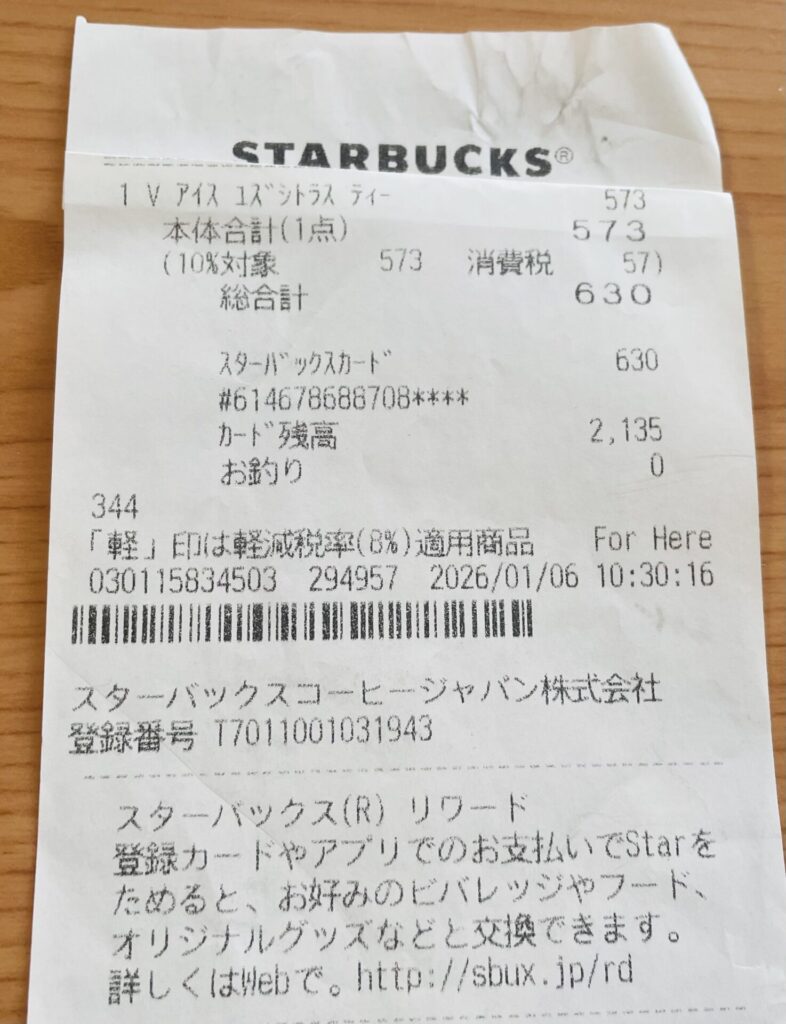 STARBUCKS®
1 V ｱｲｽ ﾕｽﾞｼﾄﾗｽ ﾃｨｰ 573
本体合計(1点) 573
(10%対象 573 消費税 57)
総合計 630
ｽﾀｰﾊﾞｯｸｽｶｰﾄﾞ 630
#614678688708****
ｶｰﾄﾞ残高 2,135
お釣り 0
344
「軽」印は軽減税率(8%)適用商品 For Here
030115834503 294957 2026/01/06 10:30:16
スターバックスコーヒージャパン株式会社
登録番号 T7011001031943
スターバックス(R) リワード
登録カードやアプリでのお支払いでStarを
ためると、お好みのビバレッジやフード、
オリジナルグッズなどと交換できます。
詳しくはWebで。http://sbux.jp/rd